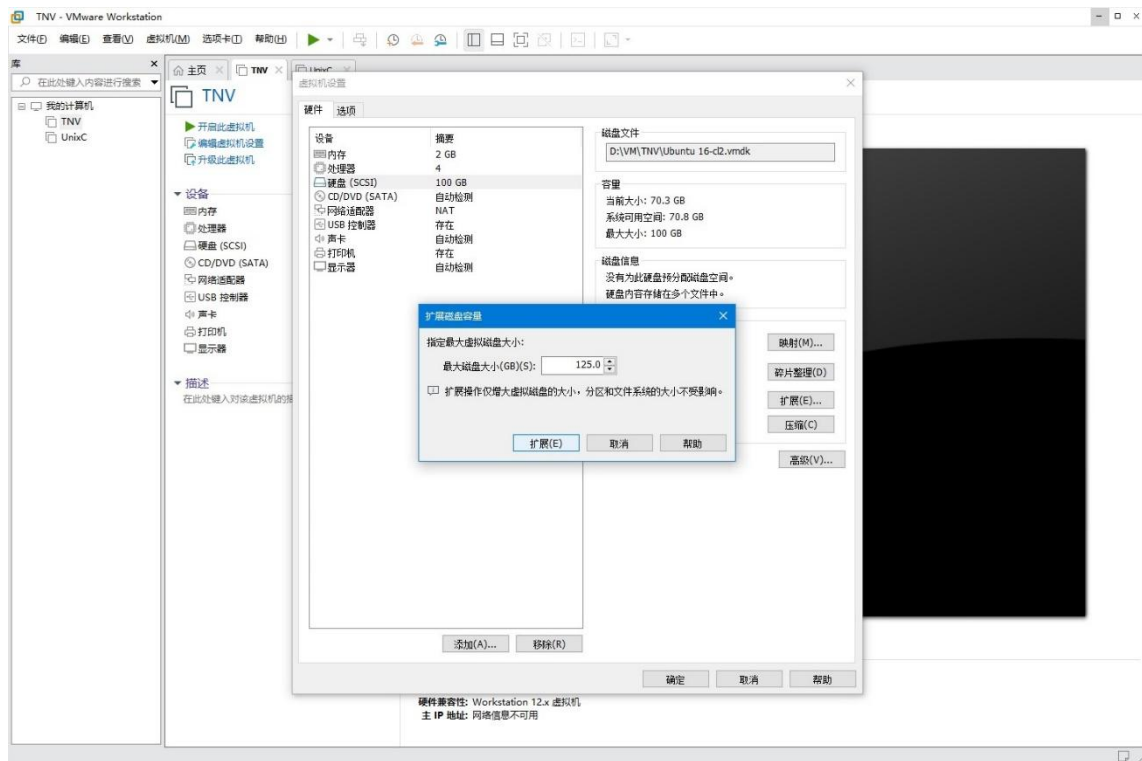 TNV - VMware Workstation
文件(F) 编辑(E) 查看(V) 虚拟机(M) 选项卡(T) 帮助(H)
库
在此处键入内容进行搜索
我的计算机
TNV
UnixC
主页 TNV UnixC
TNV
开启此虚拟机
编辑虚拟机设置
升级此虚拟机
设备
内存
处理器
硬盘 (SCSI)
CD/DVD (SATA)
网络适配器
USB 控制器
声卡
打印机
显示器
描述
在此处键入对该虚拟机的
虚拟机设置
硬件 选项
设备 摘要
内存 2 GB
处理器 4
硬盘 (SCSI) 100 GB
CD/DVD (SATA) 自动检测
网络适配器 NAT
USB 控制器 存在
声卡 自动检测
打印机 存在
显示器 自动检测
添加(A)... 移除(R)
磁盘文件
D:\VM\TNV\Ubuntu 16-cl2.vmdk
容量
当前大小: 70.3 GB
系统可用空间: 70.8 GB
最大大小: 100 GB
磁盘信息
没有为此硬盘预分配磁盘空间。
硬盘内容存储在多个文件中。
映射(M)...
碎片整理(D)
扩展(E)...
压缩(C)
高级(V)...
扩展磁盘容量
指定最大虚拟磁盘大小:
最大磁盘大小(GB)(S): 125.0
扩展操作仅增大虚拟磁盘的大小，分区和文件系统的大小不受影响。
扩展(E) 取消 帮助
确定 取消 帮助
硬件兼容性: Workstation 12.x 虚拟机
主 IP 地址: 网络信息不可用